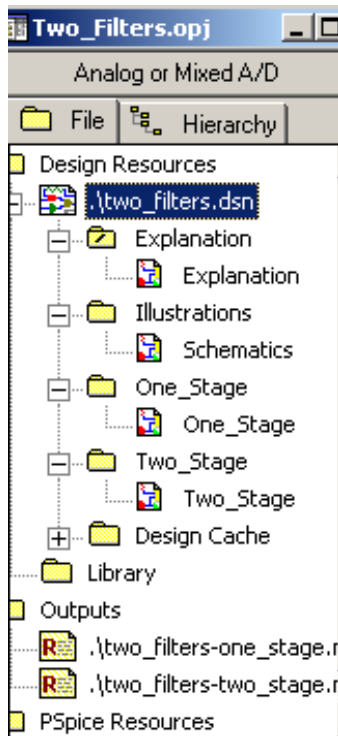 Two_Filters.opj
Analog or Mixed A/D
File Hierarchy
Design Resources
.\two_filters.dsn
Explanation
Explanation
Illustrations
Schematics
One_Stage
One_Stage
Two_Stage
Two_Stage
Design Cache
Library
Outputs
R .\two_filters-one_stage.
R .\two_filters-two_stage.
PSpice Resources